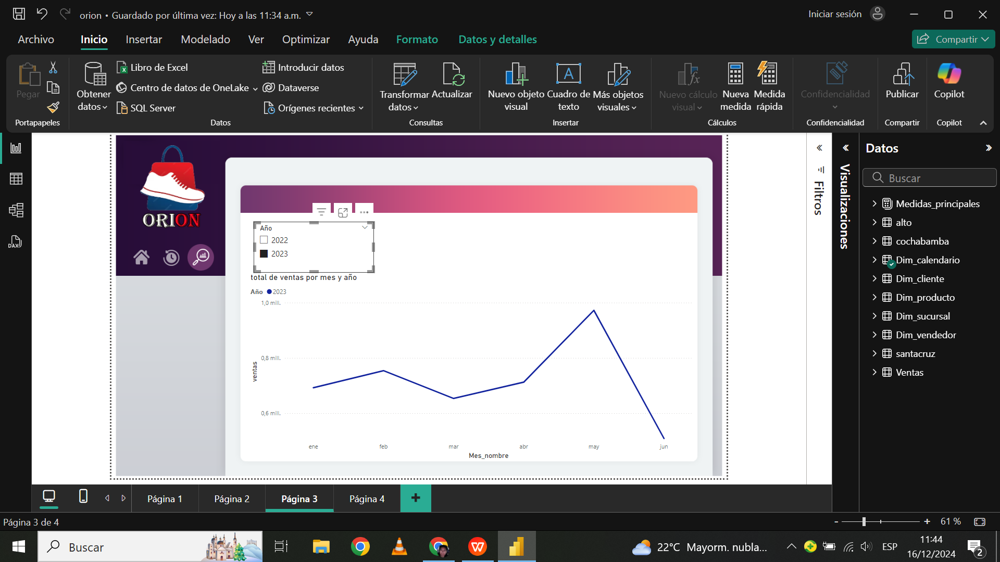 orion • Guardado por última vez: Hoy a las 11:34 a.m.
Iniciar sesión
Archivo Inicio Insertar Modelado Ver Optimizar Ayuda Formato Datos y detalles
Compartir
Pegar
Portapapeles
Obtener datos
Libro de Excel
Centro de datos de OneLake
SQL Server
Introducir datos
Dataverse
Orígenes recientes
Datos
Transformar datos
Actualizar
Consultas
Nuevo objeto visual
Cuadro de texto
Más objetos visuales
Insertar
Nuevo cálculo visual
Nueva medida
Medida rápida
Cálculos
Confidencialidad
Confidencialidad
Publicar
Compartir
Copilot
Copilot
DAX
ORION
Año
2022
2023
total de ventas por mes y año
Año 2023
1,0 mill.
0,8 mill.
0,6 mill.
ventas
ene feb mar abr may jun
Mes_nombre
Filtros
Visualizaciones
Datos
Buscar
Medidas_principales
alto
cochabamba
Dim_calendario
Dim_cliente
Dim_producto
Dim_sucursal
Dim_vendedor
santacruz
Ventas
Página 1 Página 2 Página 3 Página 4
Página 3 de 4
- + 61 %
Buscar
22°C Mayorm. nubla...
ESP
11:44
16/12/2024
2